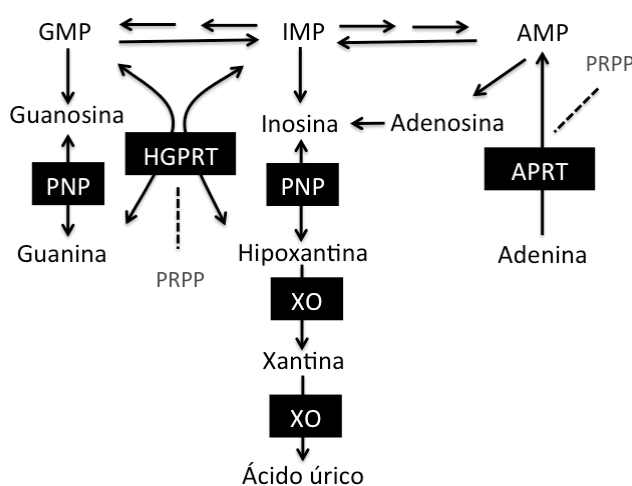 GMP
IMP
AMP
PRPP
Guanosina
Inosina
Adenosina
HGPRT
PNP
PNP
APRT
Guanina
PRPP
Hipoxantina
Adenina
XO
Xantina
XO
Ácido úrico